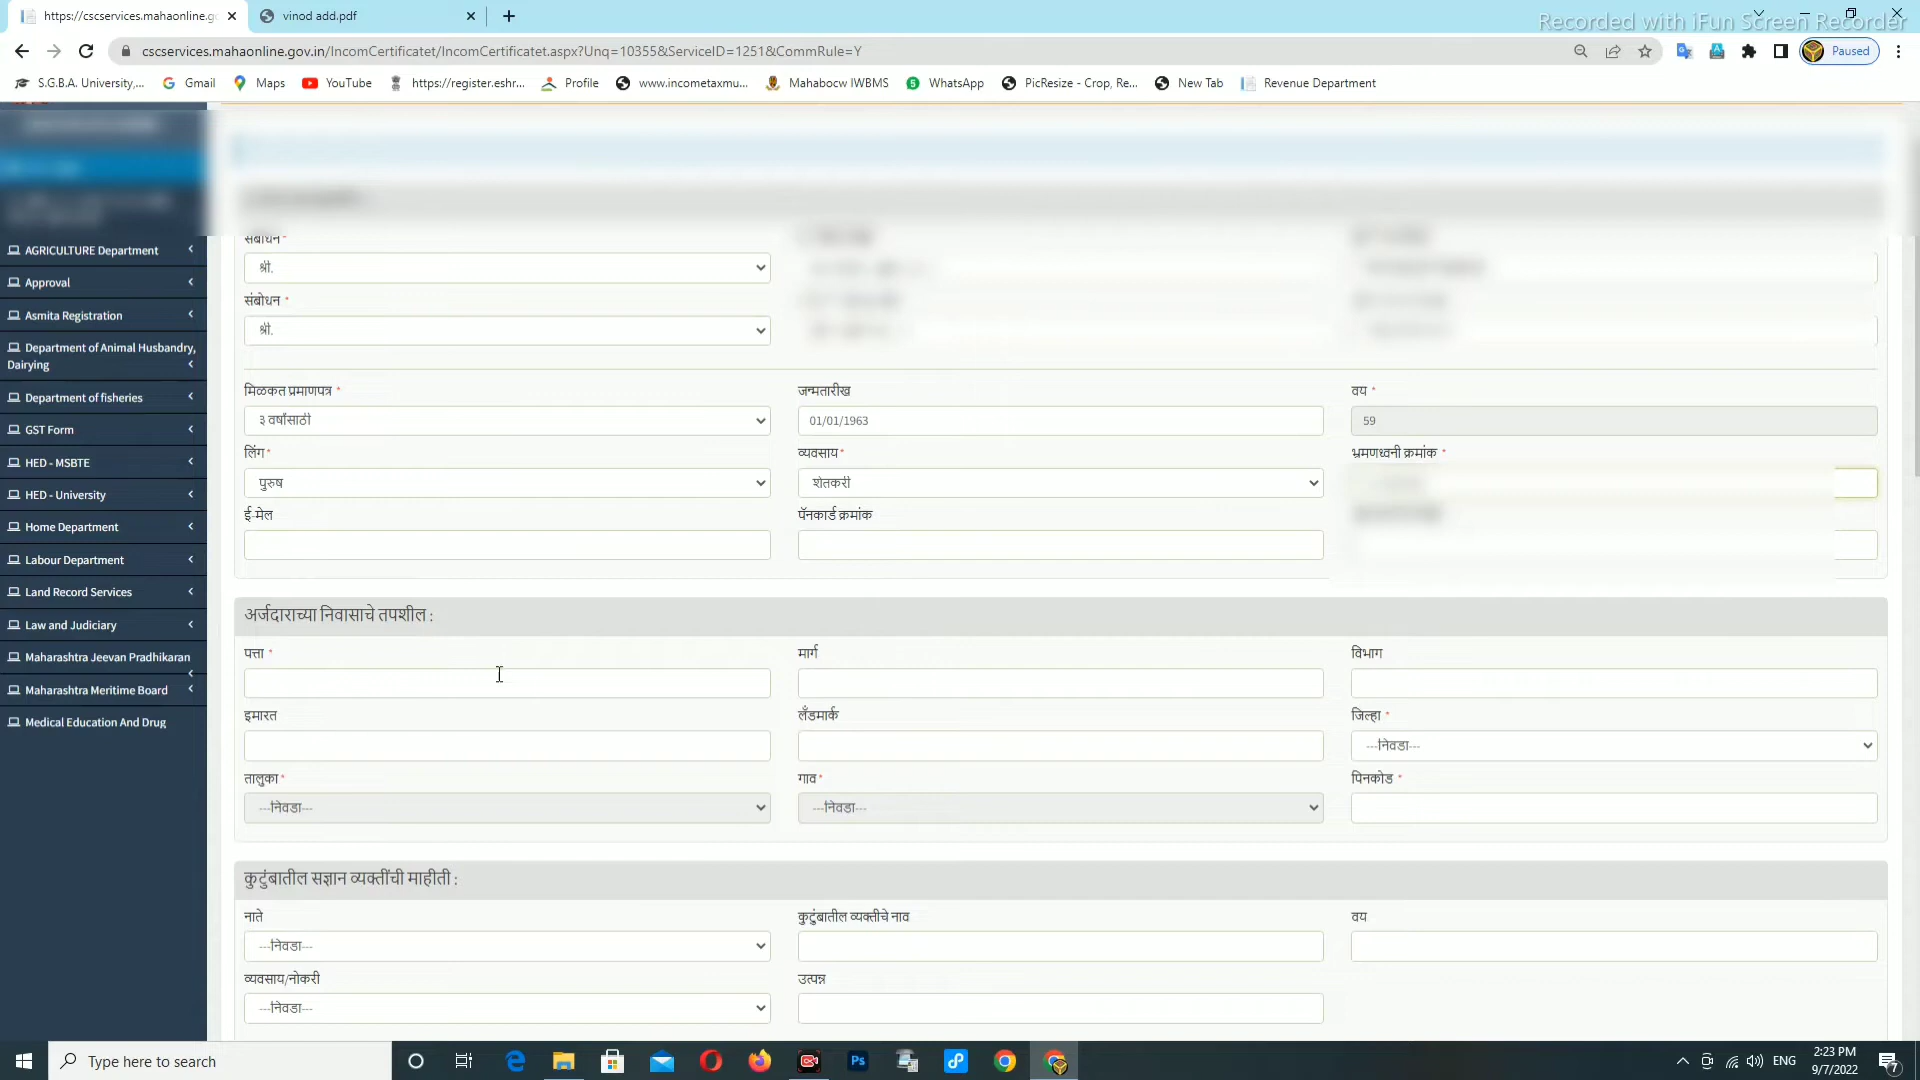 https://cscservices.mahaonline.g
vinod add.pdf
Recorded with iFun Screen Recorder
cscservices.mahaonline.gov.in/IncomCertificatet/IncomCertificatet.aspx?Unq=10355&ServiceID=1251&CommRule=Y
Paused
S.G.B.A. University,... Gmail Maps YouTube https://register.eshr... Profile www.incometaxmu... Mahabocw IWBMS WhatsApp PicResize - Crop, Re... New Tab Revenue Department
AGRICULTURE Department
Approval
Asmita Registration
Department of Animal Husbandry,
Dairying
Department of fisheries
GST Form
HED - MSBTE
HED - University
Home Department
Labour Department
Land Record Services
Law and Judiciary
Maharashtra Jeevan Pradhikaran
Maharashtra Meritime Board
Medical Education And Drug
संबोधन*
श्री.
संबोधन *
श्री.
मिळकत प्रमाणपत्र * जन्मतारीख वय *
३ वर्षांसाठी 01/01/1963 59
लिंग* व्यवसाय* भ्रमणध्वनी क्रमांक *
पुरुष शेतकरी
ई-मेल पॅनकार्ड क्रमांक
अर्जदाराच्या निवासाचे तपशील :
पत्ता * मार्ग विभाग
इमारत लँडमार्क जिल्हा *
---निवडा---
तालुका* गाव* पिनकोड *
---निवडा--- ---निवडा---
कुटुंबातील सज्ञान व्यक्तींची माहीती :
नाते कुटुंबातील व्यक्तीचे नाव वय
---निवडा---
व्यवसाय/नोकरी उत्पन्न
---निवडा---
Type here to search
Ps
ENG
2:23 PM
9/7/2022
7